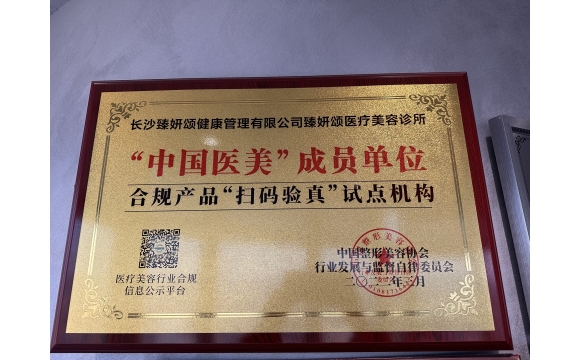 长沙臻妍颂健康管理有限公司臻妍颂医疗美容诊所
“中国医美”成员单位
合规产品“扫码验真”试点机构
医疗美容行业合规
信息公示平台
中国整形美容协会
行业发展与监督自律委员会